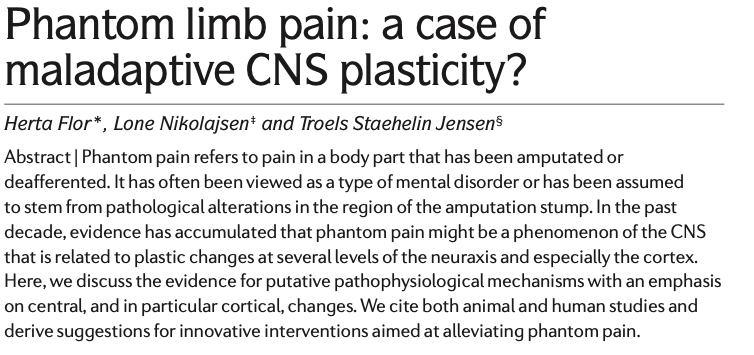 Phantom limb pain: a case of
maladaptive CNS plasticity?
Herta Flor*, Lone Nikolajsen‡ and Troels Staehelin Jensen§
Abstract | Phantom pain refers to pain in a body part that has been amputated or
deafferented. It has often been viewed as a type of mental disorder or has been assumed
to stem from pathological alterations in the region of the amputation stump. In the past
decade, evidence has accumulated that phantom pain might be a phenomenon of the CNS
that is related to plastic changes at several levels of the neuraxis and especially the cortex.
Here, we discuss the evidence for putative pathophysiological mechanisms with an emphasis
on central, and in particular cortical, changes. We cite both animal and human studies and
derive suggestions for innovative interventions aimed at alleviating phantom pain.